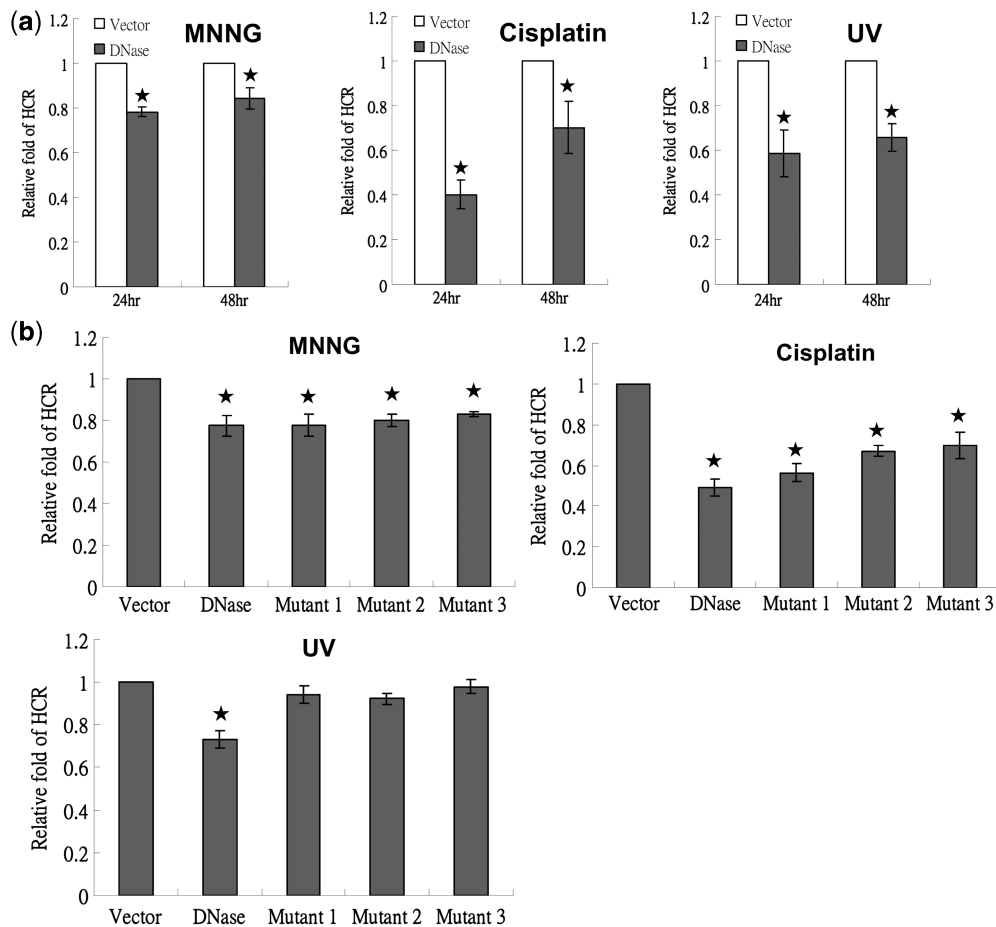 (a)
MNNG
Vector
DNase
Relative fold of HCR
1.2
1
0.8
0.6
0.4
0.2
0
24hr 48hr
Cisplatin
Vector
DNase
Relative fold of HCR
1.2
1
0.8
0.6
0.4
0.2
0
24hr 48hr
UV
Vector
DNase
Relative fold of HCR
1.2
1
0.8
0.6
0.4
0.2
0
24hr 48hr
(b)
MNNG
Relative fold of HCR
1.2
1
0.8
0.6
0.4
0.2
0
Vector DNase Mutant 1 Mutant 2 Mutant 3
Cisplatin
Relative fold of HCR
1.2
1
0.8
0.6
0.4
0.2
0
Vector DNase Mutant 1 Mutant 2 Mutant 3
UV
Relative fold of HCR
1.2
1
0.8
0.6
0.4
0.2
0
Vector DNase Mutant 1 Mutant 2 Mutant 3